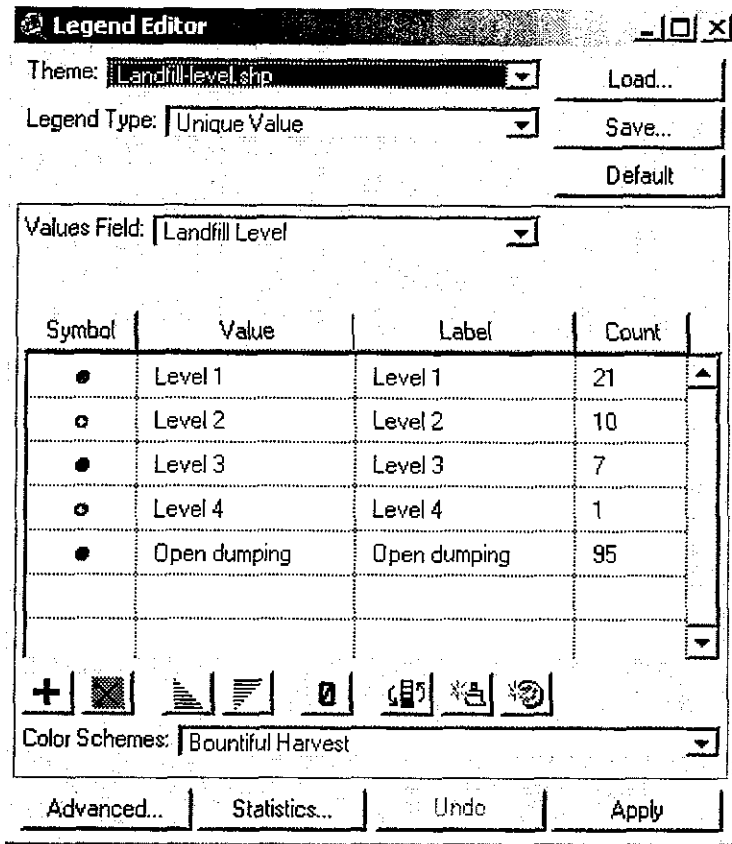 Legend Editor
Theme: Landfill-level.shp
Load...
Legend Type: Unique Value
Save...
Default
Values Field: Landfill Level
Symbol Value Label Count
Level 1 Level 1 21
Level 2 Level 2 10
Level 3 Level 3 7
Level 4 Level 4 1
Open dumping Open dumping 95
Color Schemes: Bountiful Harvest
Advanced... Statistics... Undo Apply